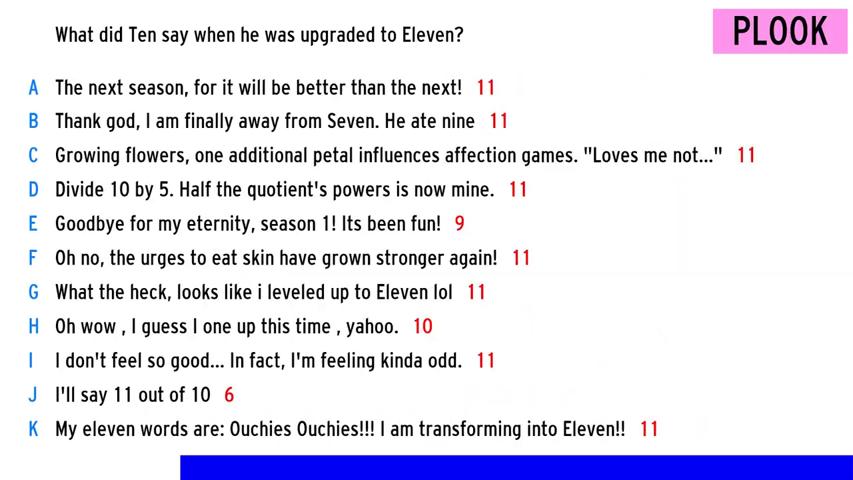 What did Ten say when he was upgraded to Eleven?
PLOOK
A The next season, for it will be better than the next! 11
B Thank god, I am finally away from Seven. He ate nine 11
C Growing flowers, one additional petal influences affection games. "Loves me not..." 11
D Divide 10 by 5. Half the quotient's powers is now mine. 11
E Goodbye for my eternity, season 1! Its been fun! 9
F Oh no, the urges to eat skin have grown stronger again! 11
G What the heck, looks like i leveled up to Eleven lol 11
H Oh wow , I guess I one up this time , yahoo. 10
I I don't feel so good... In fact, I'm feeling kinda odd. 11
J I'll say 11 out of 10 6
K My eleven words are: Ouchies Ouchies!!! I am transforming into Eleven!! 11